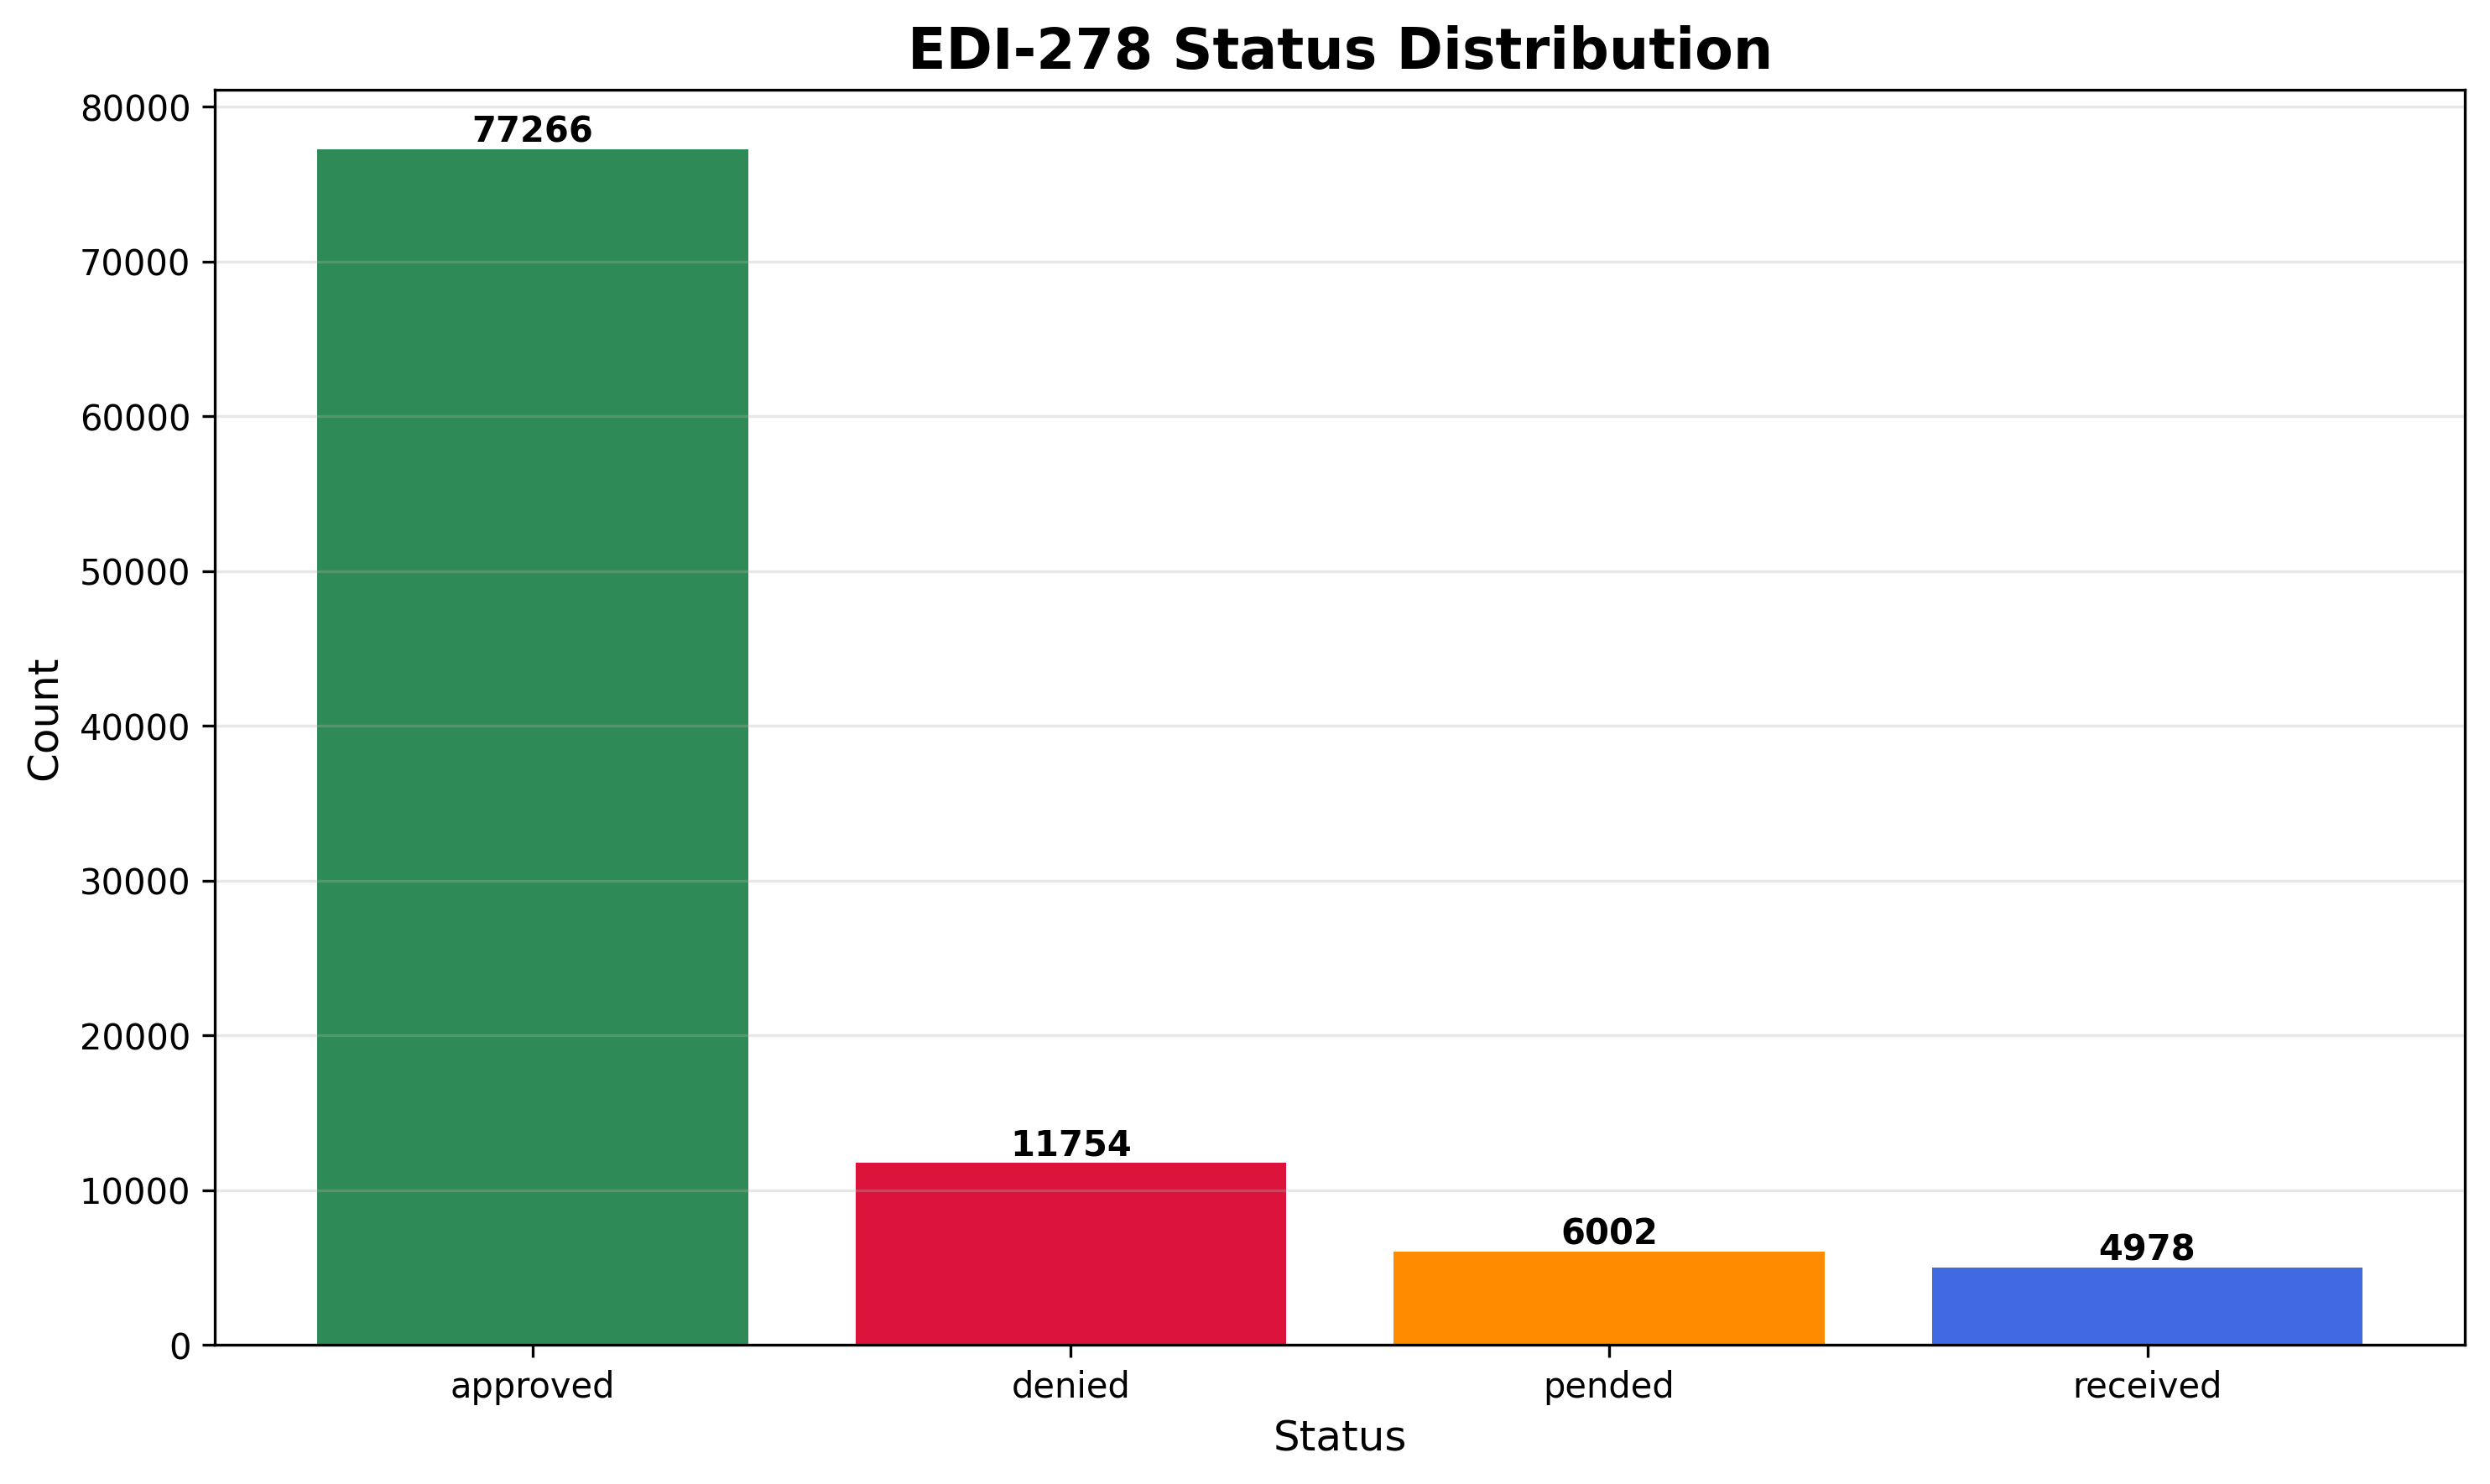 EDI-278 Status Distribution
80000
70000
60000
50000
40000
30000
20000
10000
0
Count
77266
11754
6002
4978
approved
denied
pended
received
Status